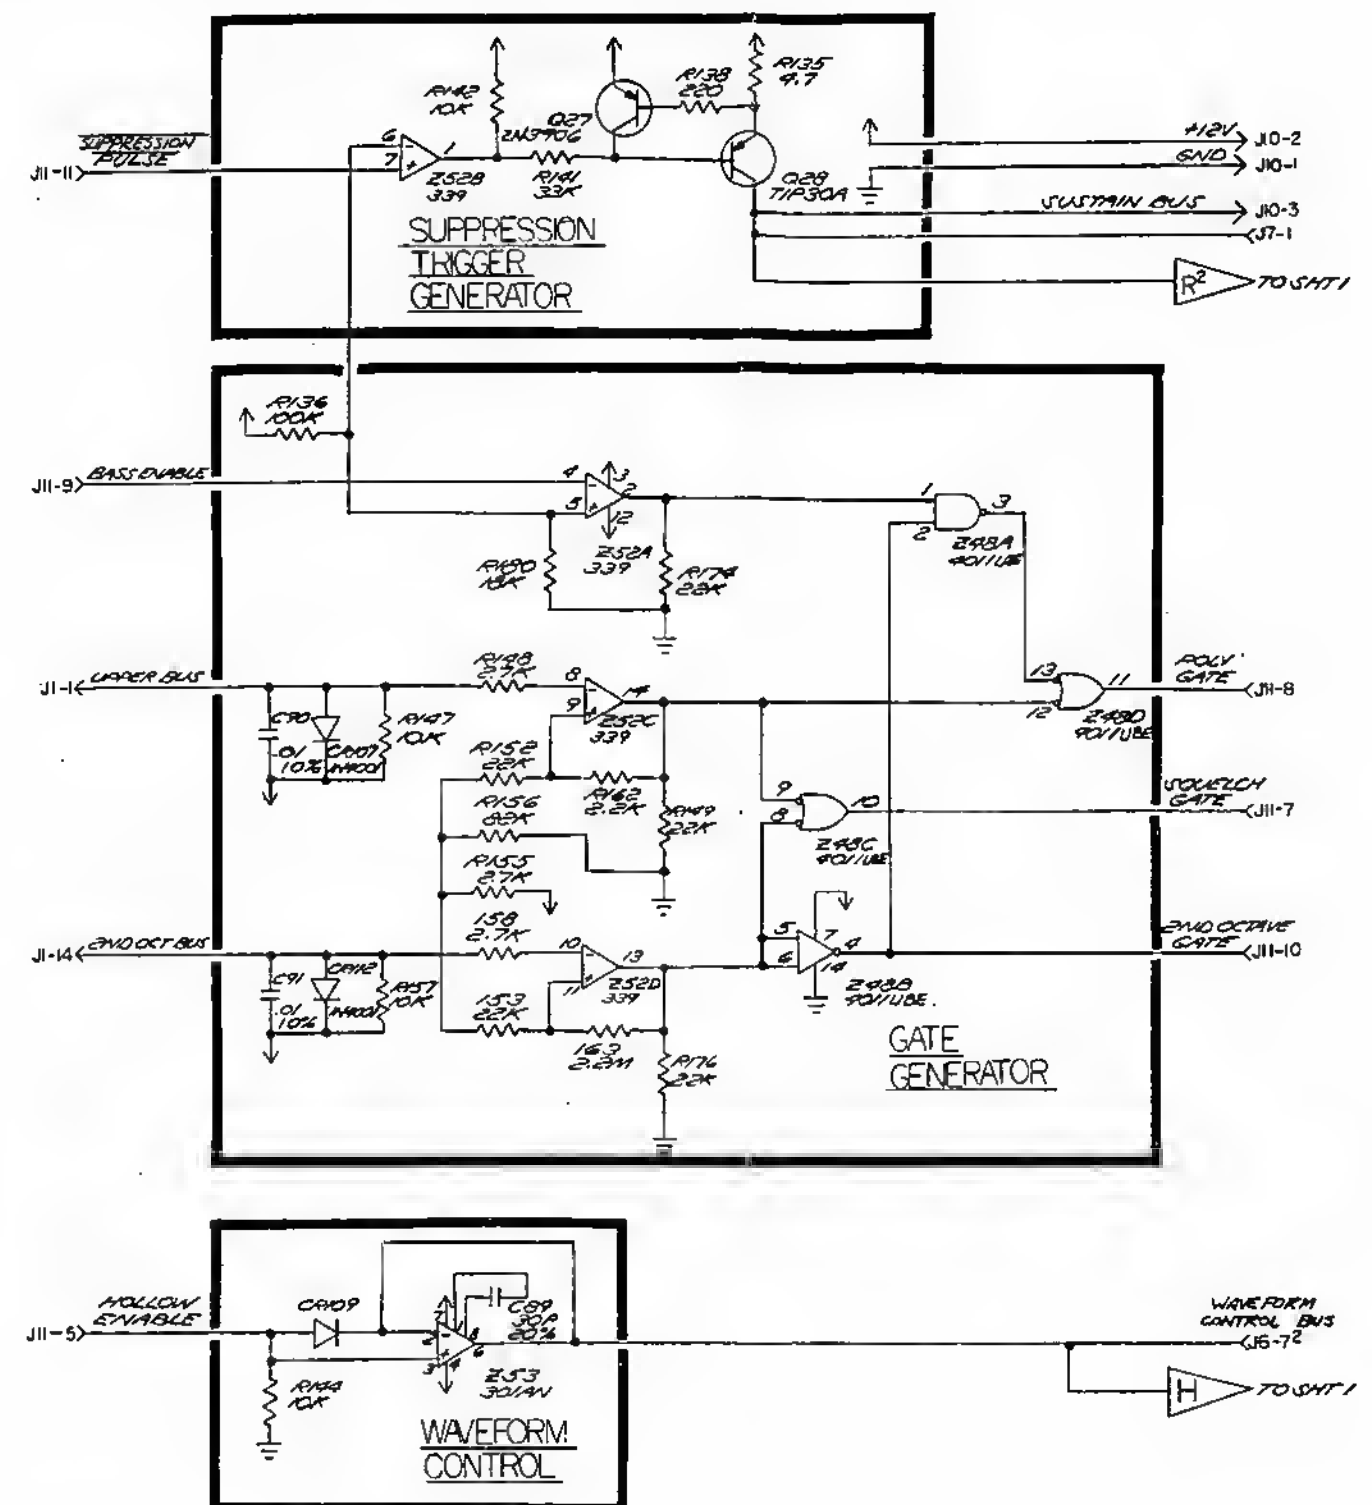 R135
4.7
R138
220
R142
10K
Q27
2N3906
SUPPRESSION
PULSE
J11-11
6
7
1
Z52B
339
R141
33K
Q28
TIP30A
+12V
J10-2
GND
J10-1
SUSTAIN BUS
J10-3
J7-1
R²
TO SHT 1
SUPPRESSION
TRIGGER
GENERATOR
R136
100K
BASS ENABLE
J11-9
4
3
2
5
12
Z52A
339
18K
R174
22K
1
2
3
Z48A
4011UBE
UPPER BUS
J1-1
R148
2.7K
8
9
14
Z52C
339
C90
.01
10%
CR107
1N4001
R147
10K
R152
22K
R162
2.2K
R149
22K
R156
82K
R155
2.7K
13
12
11
Z48D
4011UBE
POLY
GATE
J11-8
9
8
10
Z48C
4011UBE
SQUELCH
GATE
J11-7
2ND OCT BUS
J1-14
158
2.7K
10
11
13
Z52D
339
C91
.01
10%
CR112
1N4001
R157
10K
153
22K
163
2.2M
R176
22K
5
6
7
4
14
Z48B
4011UBE.
2ND OCTAVE
GATE
J11-10
GATE
GENERATOR
HOLLOW
ENABLE
J11-5
CR109
C89
30P
20%
7
1
8
2
3
4
6
Z53
301AN
R144
10K
WAVEFORM
CONTROL BUS
J5-7²
H
TO SHT 1
WAVEFORM
CONTROL